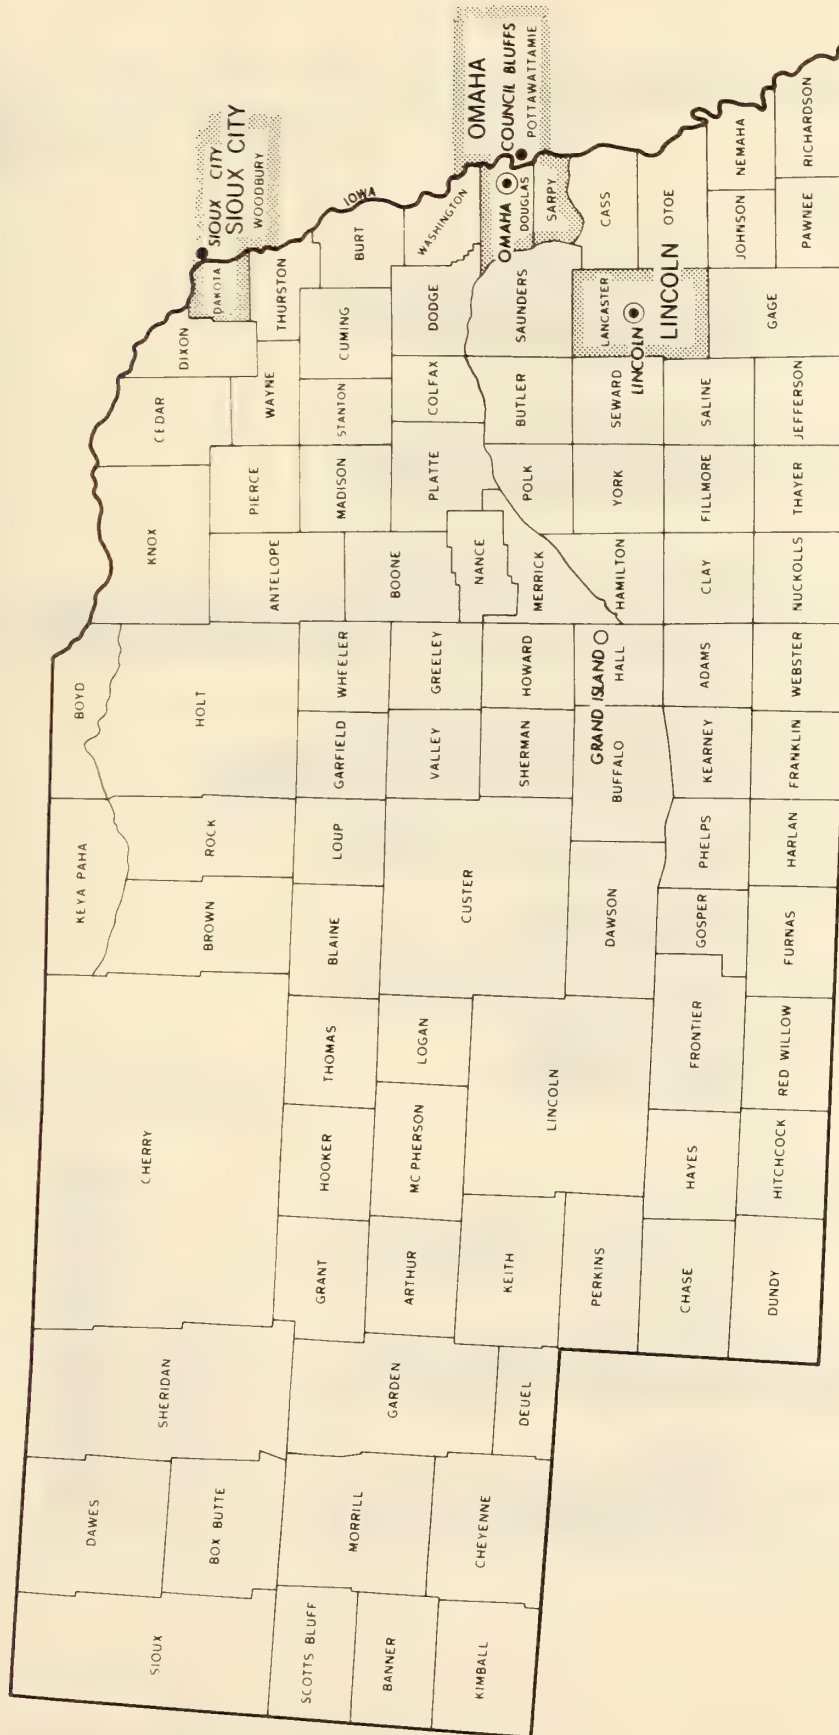 SIOUX
DAWES
BOX BUTTE
SHERIDAN
CHERRY
KEYA PAHA
BROWN
ROCK
BOYD
HOLT
KNOX
CEDAR
DIXON
DAKOTA
SIOUX CITY
SIOUX CITY
WOODBURY
IOWA
ANTELOPE
PIERCE
WAYNE
THURSTON
SCOTTS BLUFF
BANNER
KIMBALL
MORRILL
CHEYENNE
GARDEN
DEUEL
GRANT
HOOKER
THOMAS
BLAINE
LOUP
GARFIELD
WHEELER
BOONE
MADISON
STANTON
CUMING
BURT
ARTHUR
MC PHERSON
LOGAN
CUSTER
VALLEY
GREELEY
NANCE
PLATTE
COLFAX
DODGE
WASHINGTON
KEITH
LINCOLN
SHERMAN
HOWARD
MERRICK
POLK
BUTLER
SAUNDERS
OMAHA
DOUGLAS
SARPY
OMAHA
COUNCIL BLUFFS
POTTAWATTAMIE
PERKINS
DAWSON
BUFFALO
GRAND ISLAND
HALL
HAMILTON
YORK
SEWARD
LINCOLN
LANCASTER
LINCOLN
CASS
OTOE
CHASE
HAYES
FRONTIER
GOSPER
PHELPS
KEARNEY
ADAMS
CLAY
FILLMORE
SALINE
GAGE
JOHNSON
NEMAHA
DUNDY
HITCHCOCK
RED WILLOW
FURNAS
HARLAN
FRANKLIN
WEBSTER
NUCKOLLS
THAYER
JEFFERSON
PAWNEE
RICHARDSON